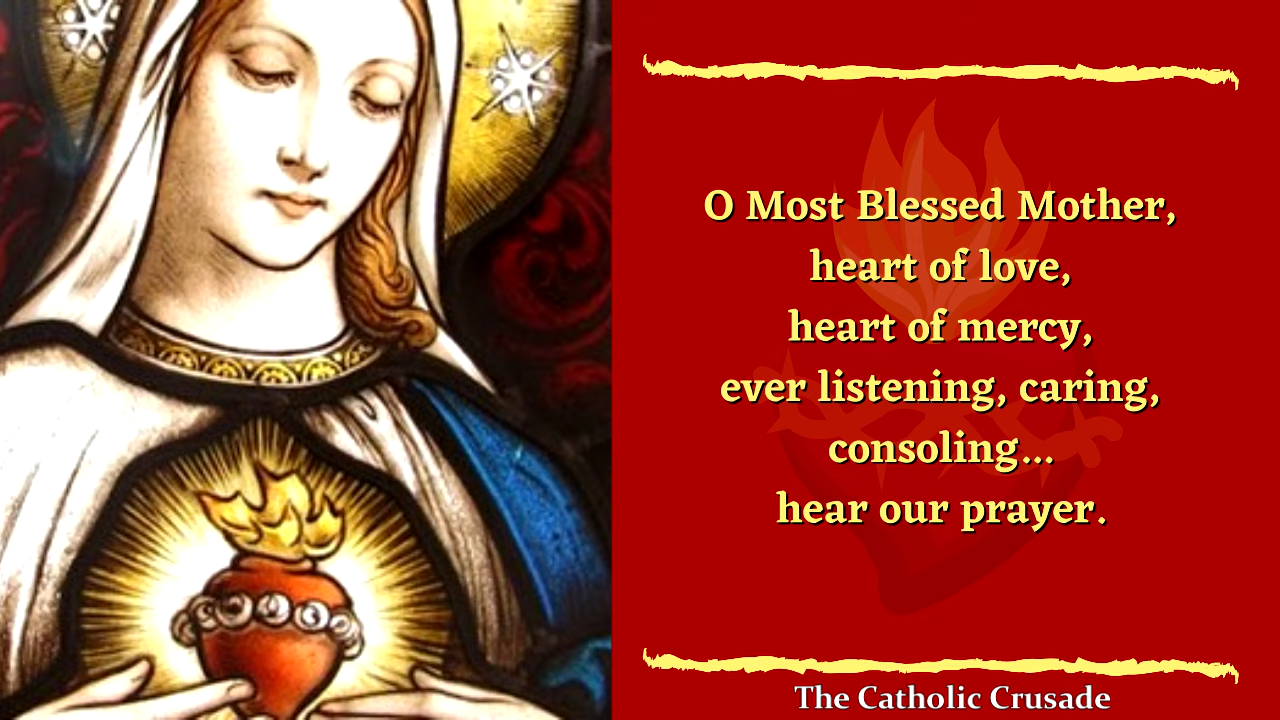 O Most Blessed Mother,
heart of love,
heart of mercy,
ever listening, caring,
consoling...
hear our prayer.
The Catholic Crusade